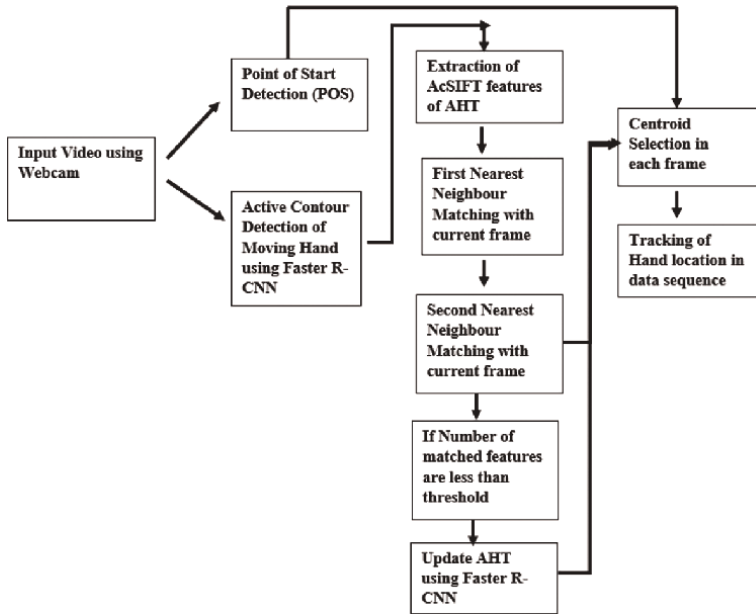 Input Video using
Webcam
Point of Start
Detection (POS)
Active Contour
Detection of
Moving Hand
using Faster R-
CNN
Extraction of
AcSIFT features
of AHT
First Nearest
Neighbour
Matching with
current frame
Second Nearest
Neighbour
Matching with
current frame
If Number of
matched features
are less than
threshold
Update AHT
using Faster R-
CNN
Centroid
Selection in
each frame
Tracking of
Hand location in
data sequence